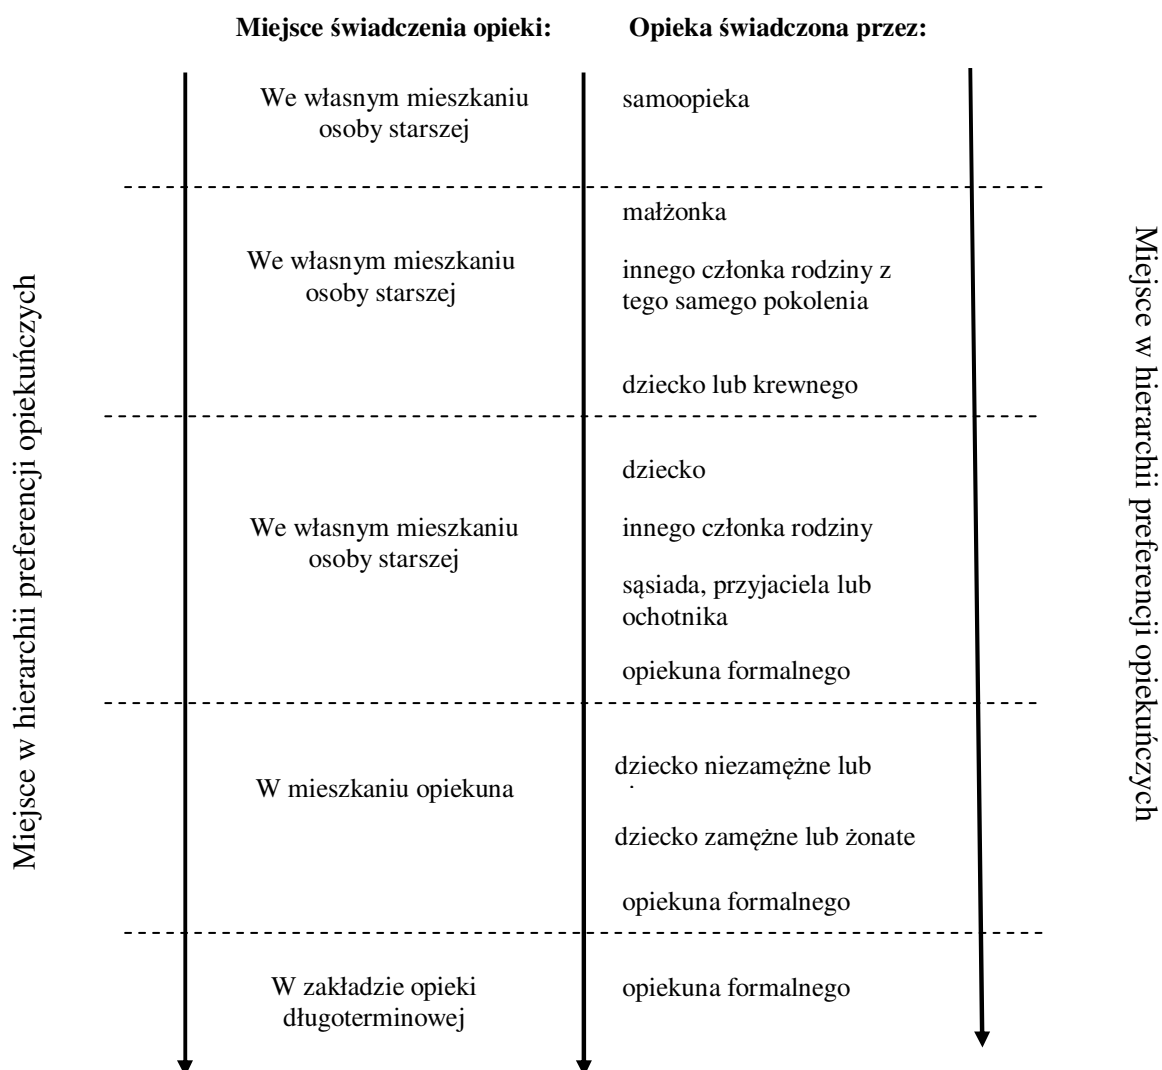 Miejsce świadczenia opieki:
Opieka świadczona przez:
We własnym mieszkaniu
osoby starszej
samoopieka
małżonka
We własnym mieszkaniu
osoby starszej
innego członka rodziny z
tego samego pokolenia
dziecko lub krewnego
dziecko
We własnym mieszkaniu
osoby starszej
innego członka rodziny
sąsiada, przyjaciela lub
ochotnika
opiekuna formalnego
W mieszkaniu opiekuna
dziecko niezamężne lub
dziecko zamężne lub żonate
opiekuna formalnego
W zakładzie opieki
długoterminowej
opiekuna formalnego
Miejsce w hierarchii preferencji opiekuńczych
Miejsce w hierarchii preferencji opiekuńczych